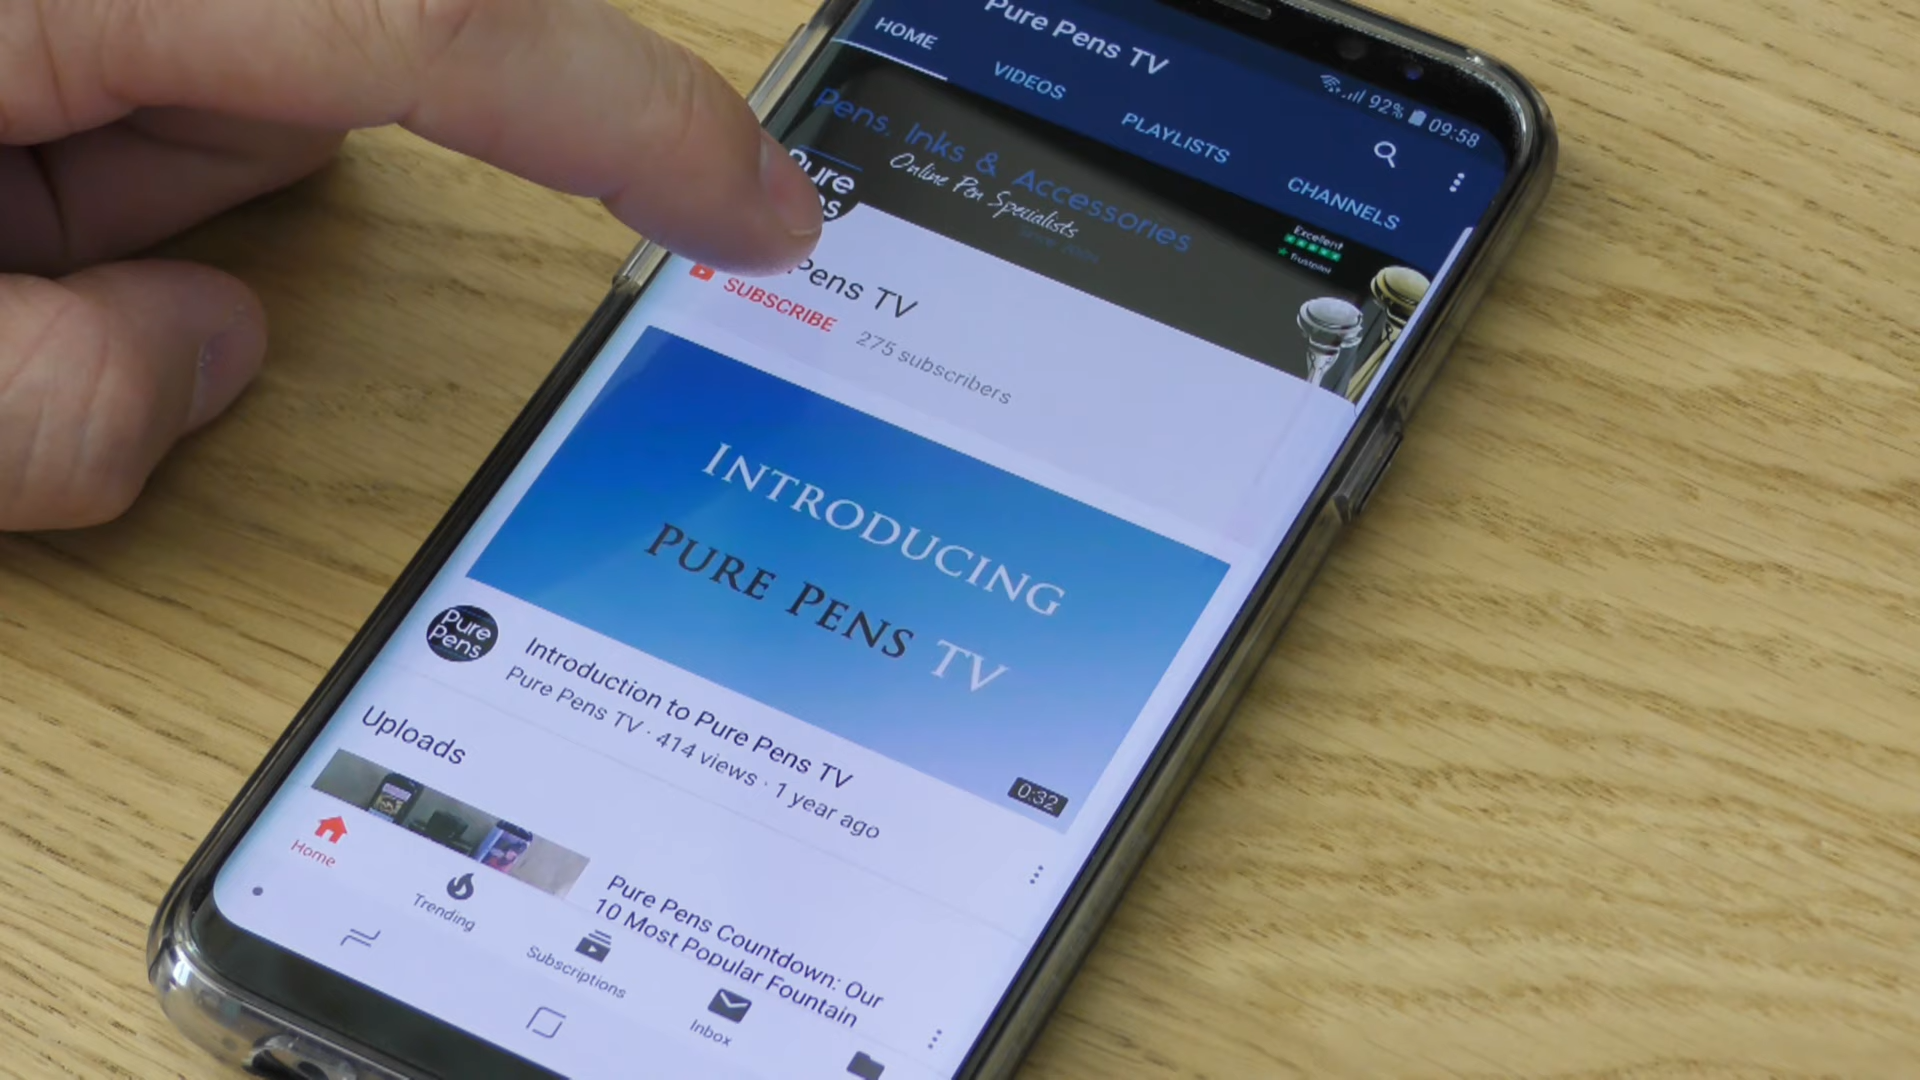 Pure Pens TV
92% 09:58
HOME
VIDEOS
PLAYLISTS
CHANNELS
Pens, Inks & Accessories
Online Pen Specialists
Excellent
Trustpilot
Pure
Pens TV
SUBSCRIBE
275 subscribers
INTRODUCING
PURE PENS TV
0:32
Pure
Pens
Introduction to Pure Pens TV
Pure Pens TV · 414 views · 1 year ago
Uploads
Pure Pens Countdown: Our
10 Most Popular Fountain
Home
Trending
Subscriptions
Inbox